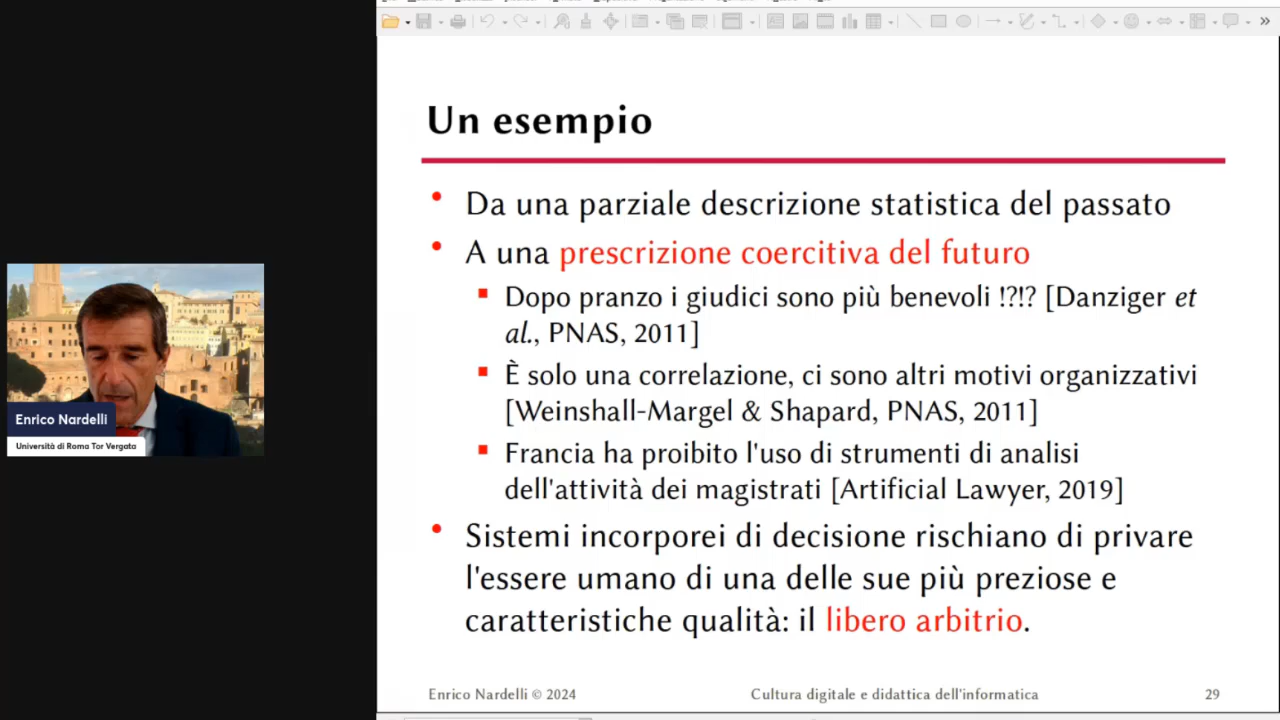 Un esempio
Da una parziale descrizione statistica del passato
A una prescrizione coercitiva del futuro
Dopo pranzo i giudici sono più benevoli !?!? [Danziger et
al., PNAS, 2011]
È solo una correlazione, ci sono altri motivi organizzativi
[Weinshall-Margel & Shapard, PNAS, 2011]
Francia ha proibito l'uso di strumenti di analisi
dell'attività dei magistrati [Artificial Lawyer, 2019]
Sistemi incorporei di decisione rischiano di privare
l'essere umano di una delle sue più preziose e
caratteristiche qualità: il libero arbitrio.
Enrico Nardelli © 2024
Cultura digitale e didattica dell'informatica
29
Enrico Nardelli
Università di Roma Tor Vergata